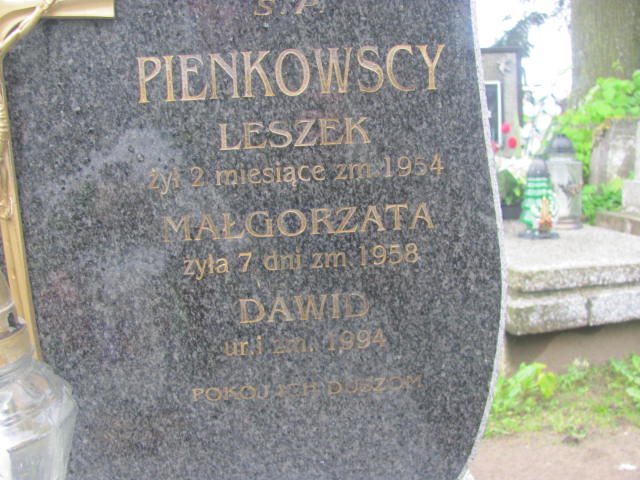 Ś.P
PIENKOWSCY
LESZEK
żył 2 miesiące zm 1954
MAŁGORZATA
żyła 7 dni zm 1958
DAWID
ur.i zm. 1994
POKÓJ ICH DUSZOM